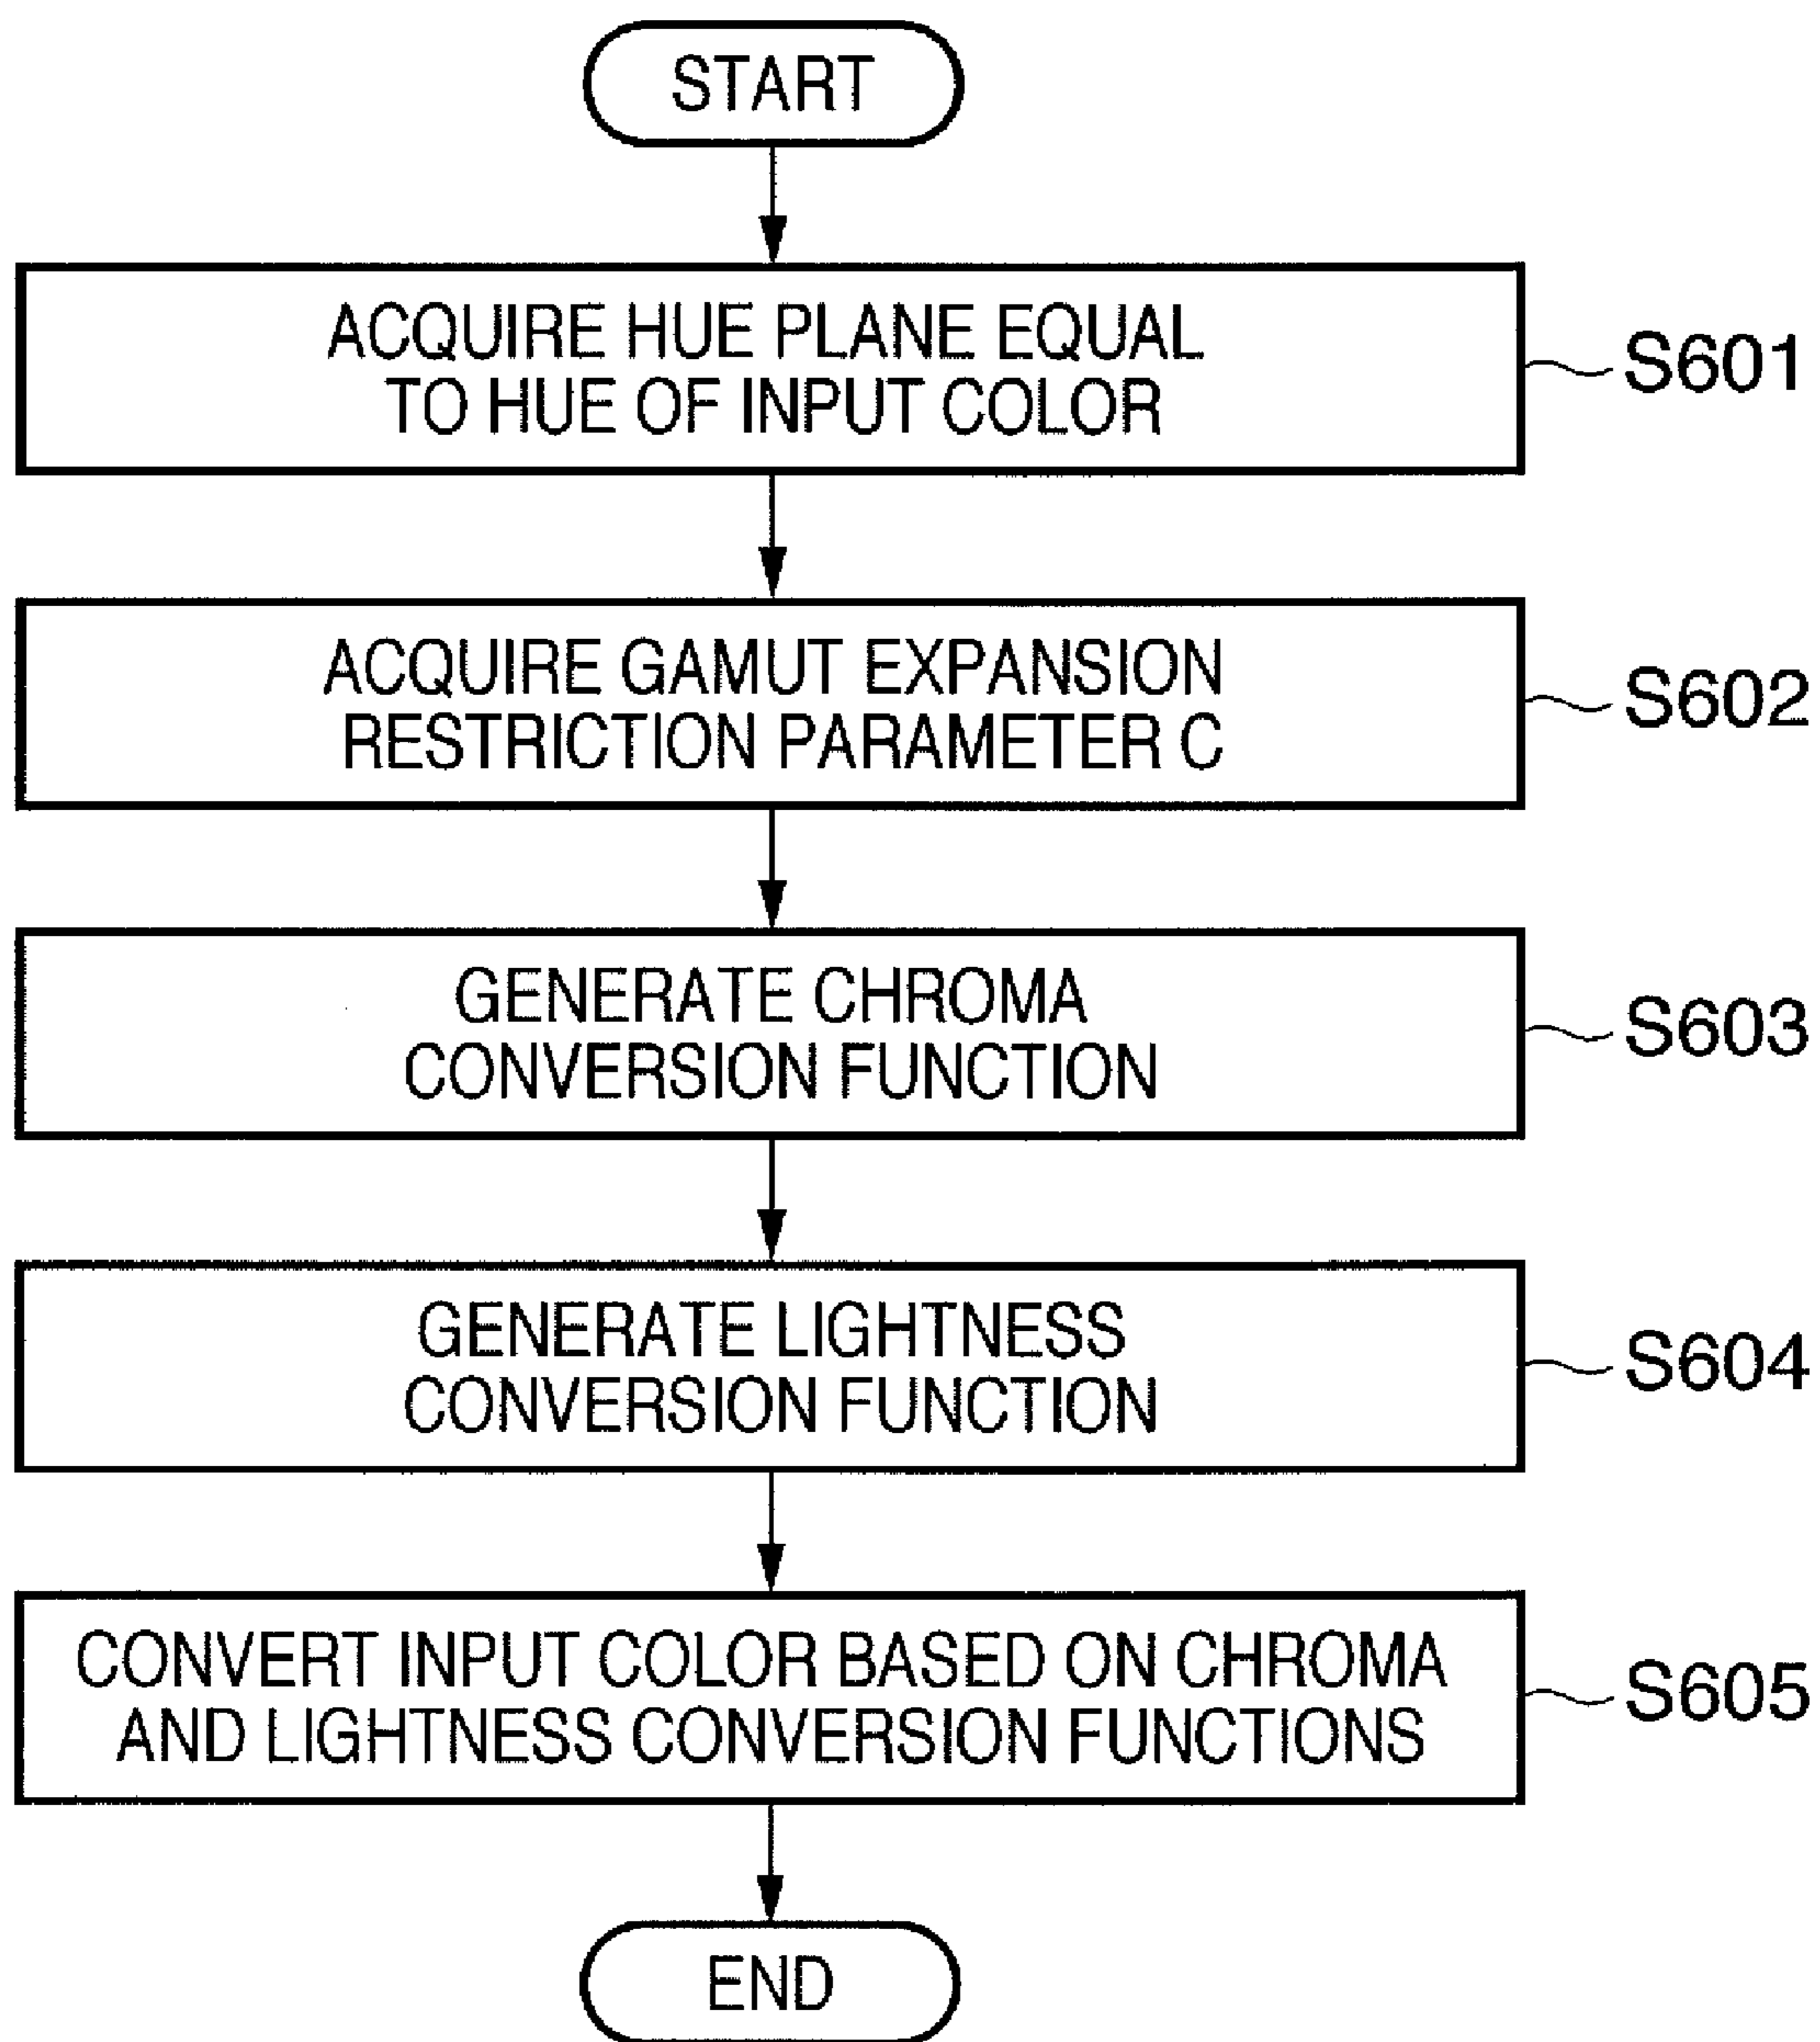 START
ACQUIRE HUE PLANE EQUAL
TO HUE OF INPUT COLOR
S601
ACQUIRE GAMUT EXPANSION
RESTRICTION PARAMETER C
S602
GENERATE CHROMA
CONVERSION FUNCTION
S603
GENERATE LIGHTNESS
CONVERSION FUNCTION
S604
CONVERT INPUT COLOR BASED ON CHROMA
AND LIGHTNESS CONVERSION FUNCTIONS
S605
END